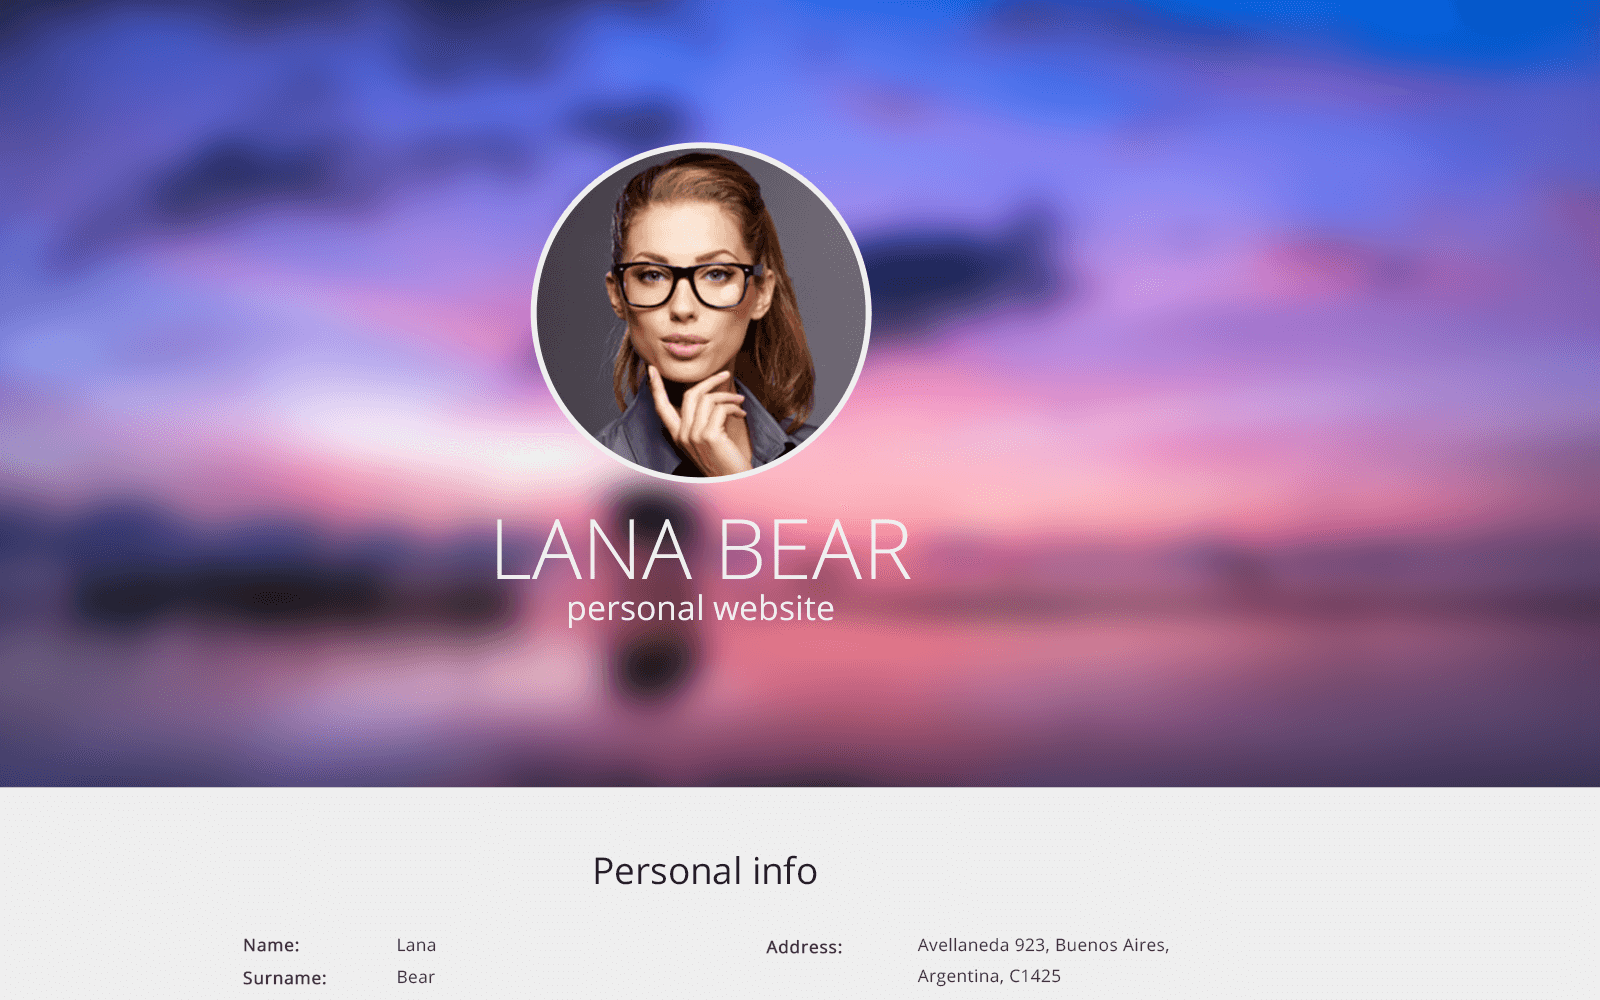 LANA BEAR
personal website
Personal info
Name: Lana
Surname: Bear
Address: Avellaneda 923, Buenos Aires,
Argentina, C1425